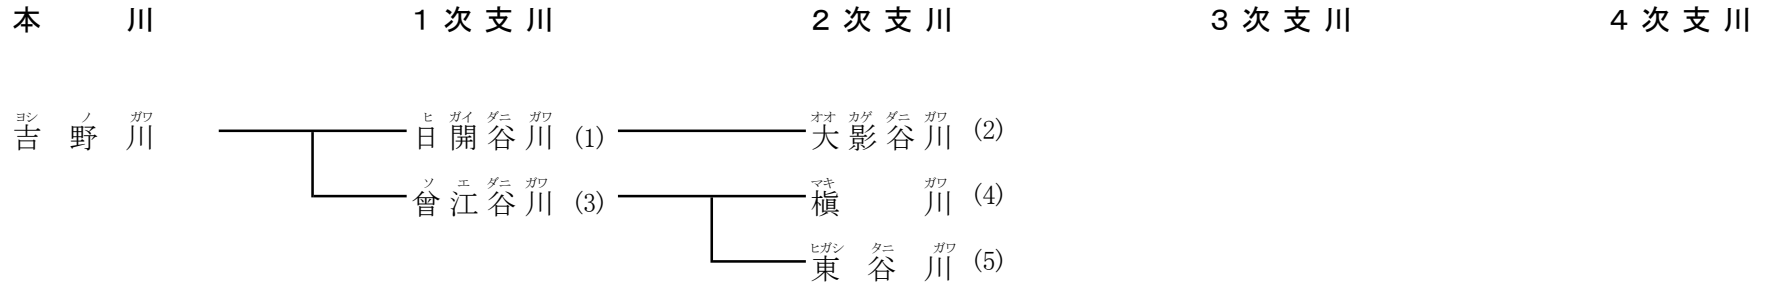 本 川 1次支川 2次支川 3次支川 4次支川
ヨシ ノ ガワ ヒ ガイ ダニ ガワ オオ カゲ ダニ ガワ
吉野川 日開谷川 (1) 大影谷川 (2)
ソ エ ダニ ガワ マキ ガワ
曾江谷川 (3) 槇川 (4)
ヒガシ タニ ガワ
東谷川 (5)